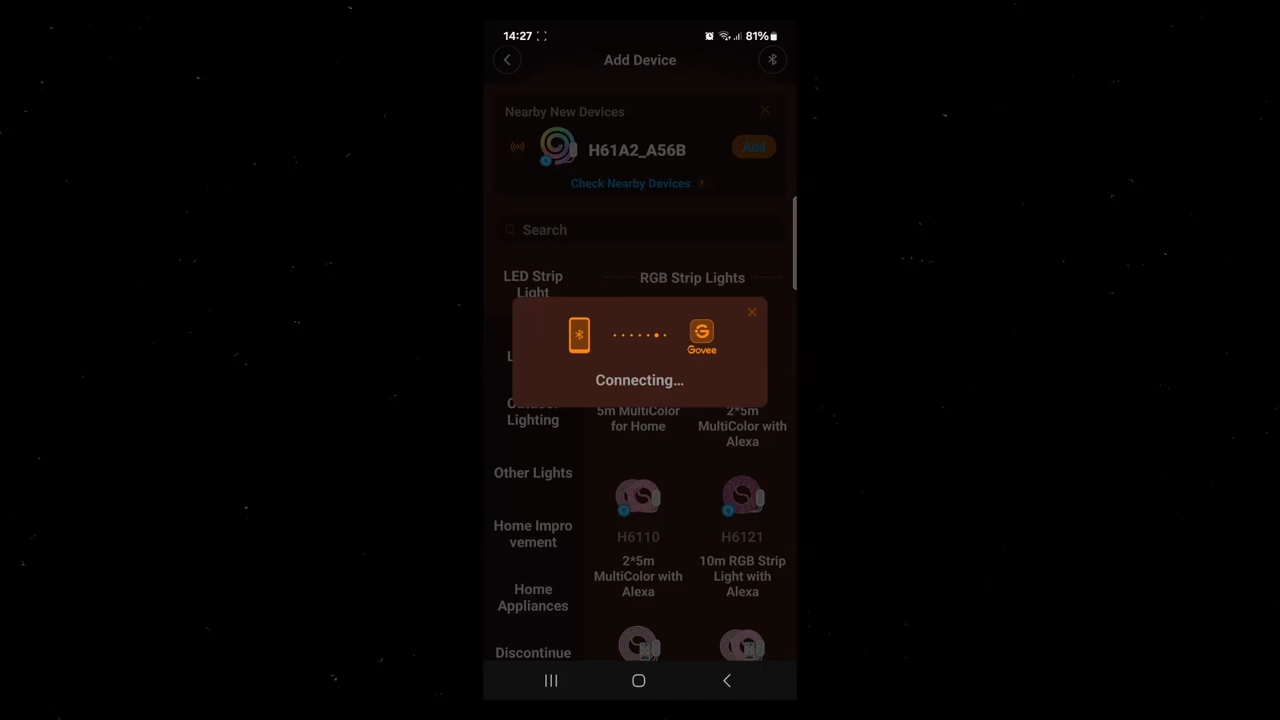 14:27
81%
Add Device
Nearby New Devices
H61A2_A56B
Add
Check Nearby Devices
Search
LED Strip
Light
RGB Strip Lights
Govee
Connecting...
Lighting
5m MultiColor
for Home
2*5m
MultiColor with
Alexa
Other Lights
H6110
H6121
Home Impro
vement
2*5m
MultiColor with
Alexa
10m RGB Strip
Light with
Alexa
Home
Appliances
Discontinue